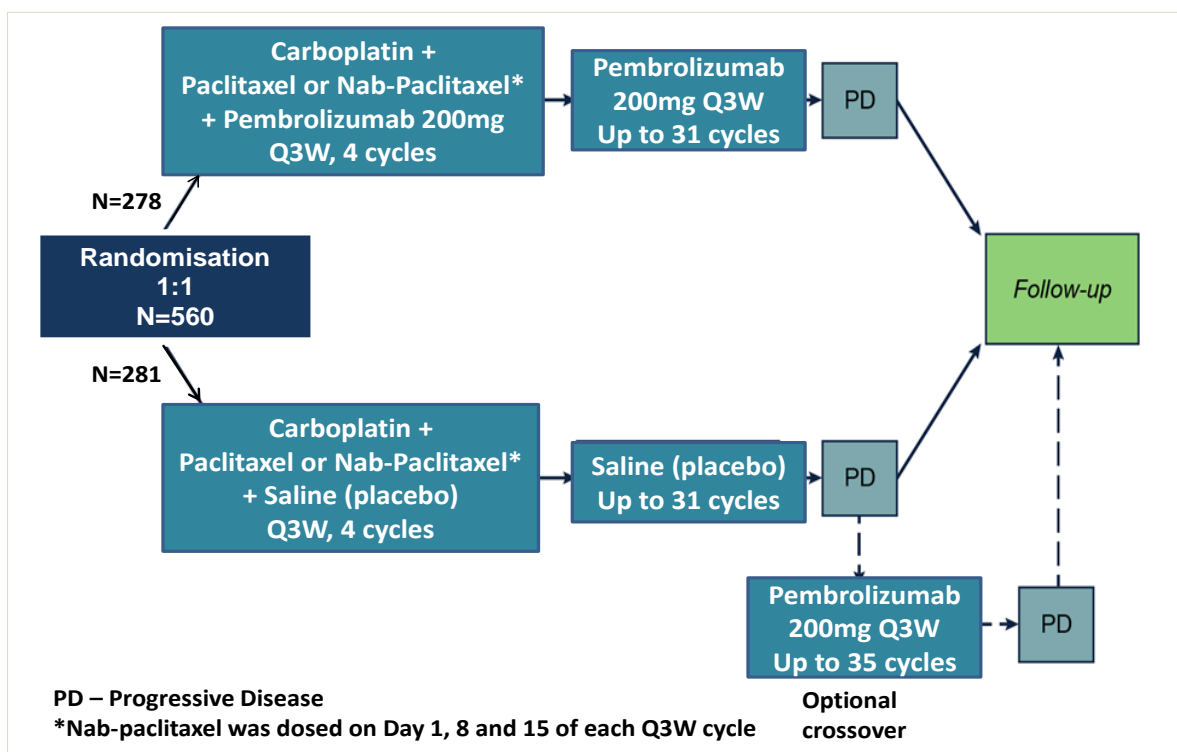 Carboplatin +
Paclitaxel or Nab-Paclitaxel*
+ Pembrolizumab 200mg
Q3W, 4 cycles
Pembrolizumab
200mg Q3W
Up to 31 cycles
PD
N=278
Randomisation
1:1
N=560
Follow-up
N=281
Carboplatin +
Paclitaxel or Nab-Paclitaxel*
+ Saline (placebo)
Q3W, 4 cycles
Saline (placebo)
Up to 31 cycles
PD
Pembrolizumab
200mg Q3W
Up to 35 cycles
PD
Optional
crossover
PD – Progressive Disease
*Nab-paclitaxel was dosed on Day 1, 8 and 15 of each Q3W cycle